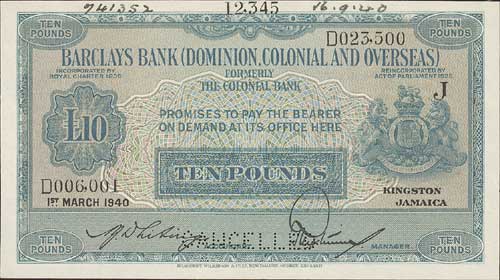 741352 12,345 16.9.40
TEN POUNDS
TEN POUNDS
D023,500
BARCLAYS BANK (DOMINION, COLONIAL AND OVERSEAS)
INCORPORATED BY ROYAL CHARTER 1836
FORMERLY
THE COLONIAL BANK
REINCORPORATED BY ACT OF PARLIAMENT 1925
J
PROMISES TO PAY THE BEARER
ON DEMAND AT ITS OFFICE HERE
£10
TEN POUNDS
D006,001
1ST MARCH 1940
KINGSTON
JAMAICA
CANCELLED
MANAGER.
TEN POUNDS
TEN POUNDS